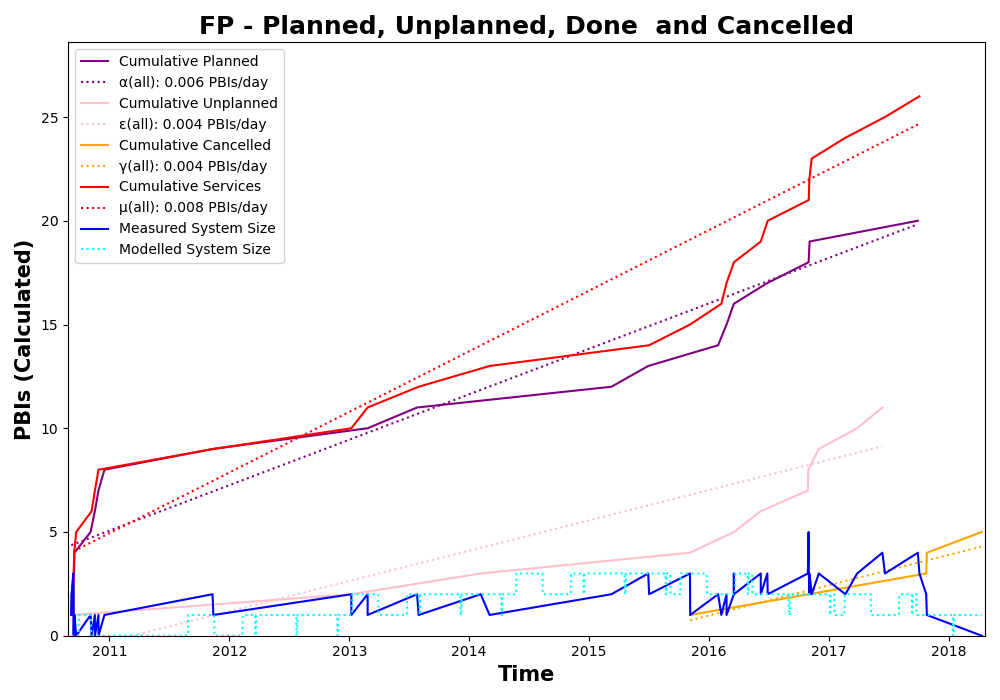 FP - Planned, Unplanned, Done  and Cancelled
Cumulative Planned
α(all): 0.006 PBIs/day
Cumulative Unplanned
ε(all): 0.004 PBIs/day
Cumulative Cancelled
γ(all): 0.004 PBIs/day
Cumulative Services
μ(all): 0.008 PBIs/day
Measured System Size
Modelled System Size
PBIs (Calculated)
25
20
15
10
5
0
2011 2012 2013 2014 2015 2016 2017 2018
Time